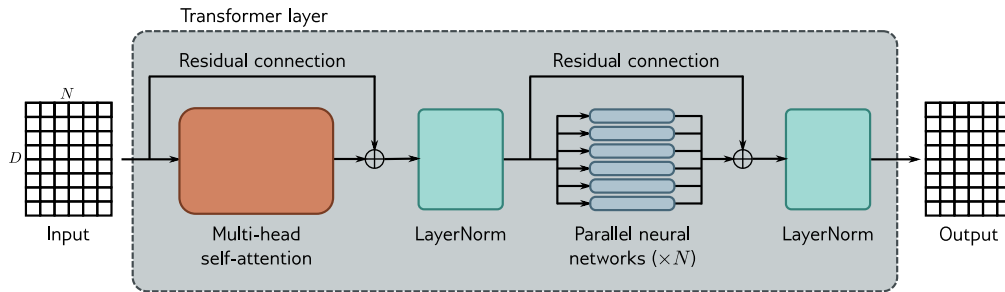 Transformer layer
Residual connection
Residual connection
N
D
Input
Multi-head
self-attention
LayerNorm
Parallel neural
networks (×N)
LayerNorm
Output